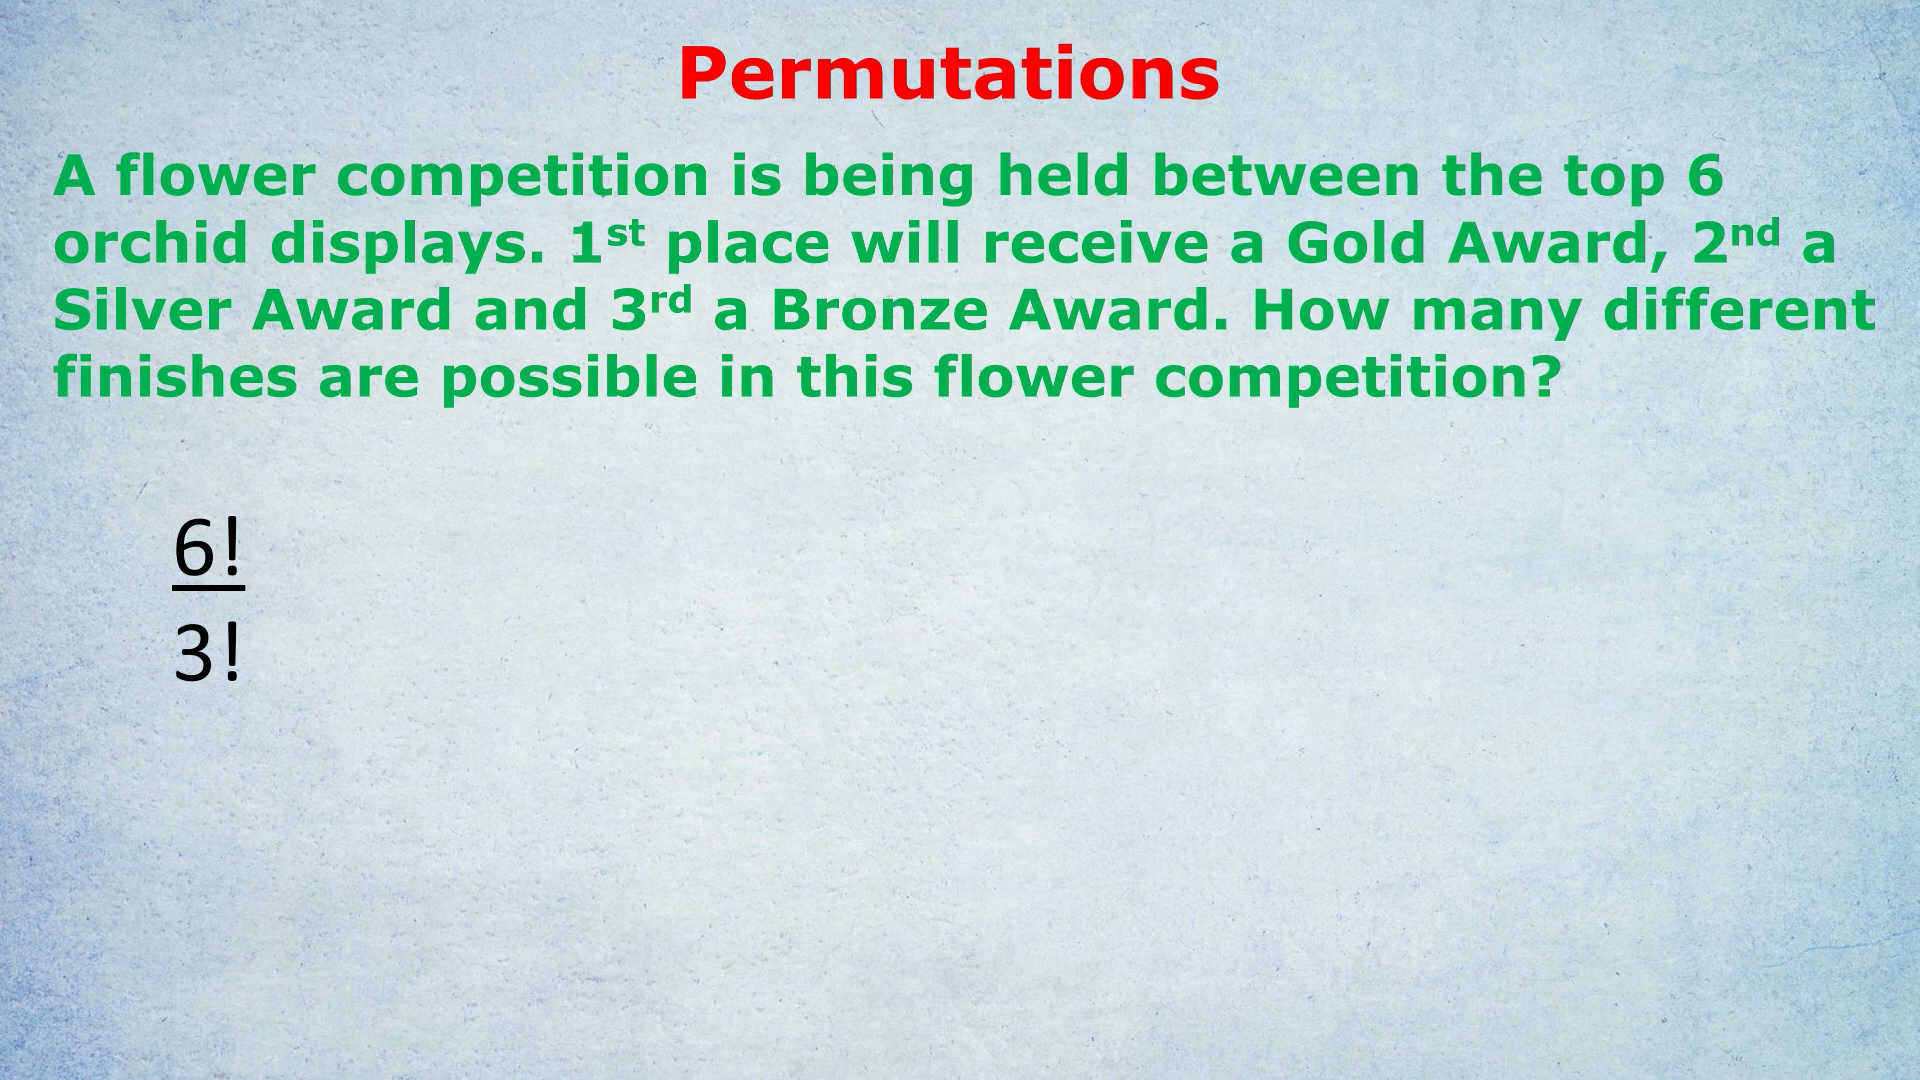 Permutations
A flower competition is being held between the top 6
orchid displays. 1st place will receive a Gold Award, 2nd a
Silver Award and 3rd a Bronze Award. How many different
finishes are possible in this flower competition?
6!
3!